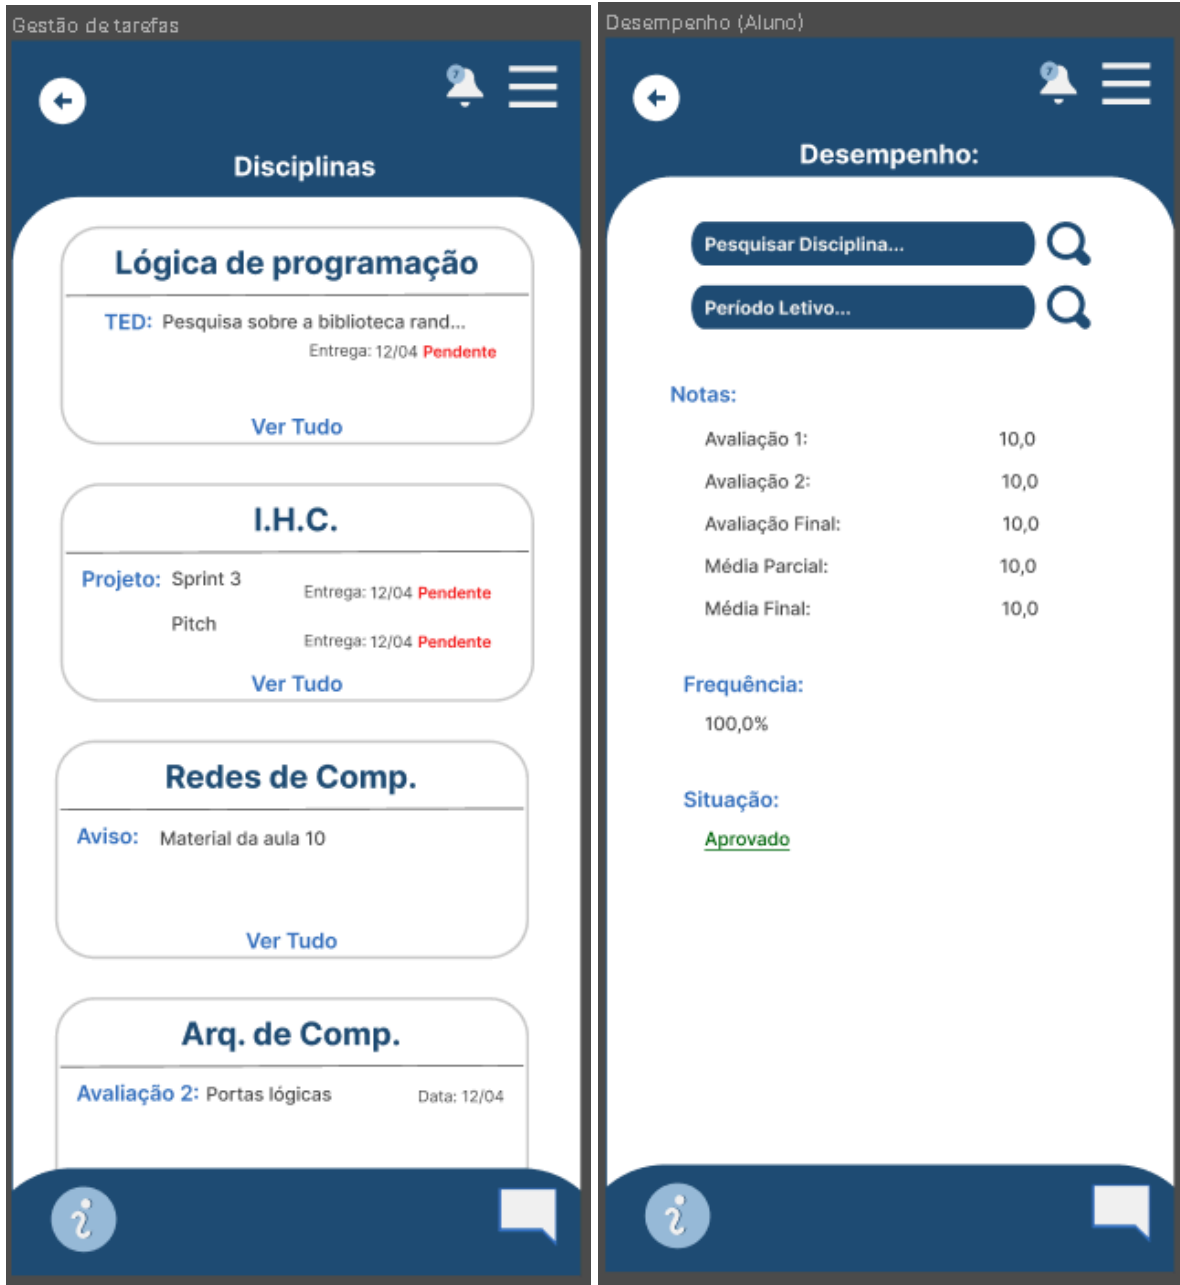 Gestão de tarefas
7
Disciplinas
Lógica de programação
TED: Pesquisa sobre a biblioteca rand...
Entrega: 12/04 Pendente
Ver Tudo
I.H.C.
Projeto: Sprint 3
Entrega: 12/04 Pendente
Pitch
Entrega: 12/04 Pendente
Ver Tudo
Redes de Comp.
Aviso: Material da aula 10
Ver Tudo
Arq. de Comp.
Avaliação 2: Portas lógicas Data: 12/04
i
Desempenho (Aluno)
7
Desempenho:
Pesquisar Disciplina...
Período Letivo...
Notas:
Avaliação 1: 10,0
Avaliação 2: 10,0
Avaliação Final: 10,0
Média Parcial: 10,0
Média Final: 10,0
Frequência:
100,0%
Situação:
Aprovado
i